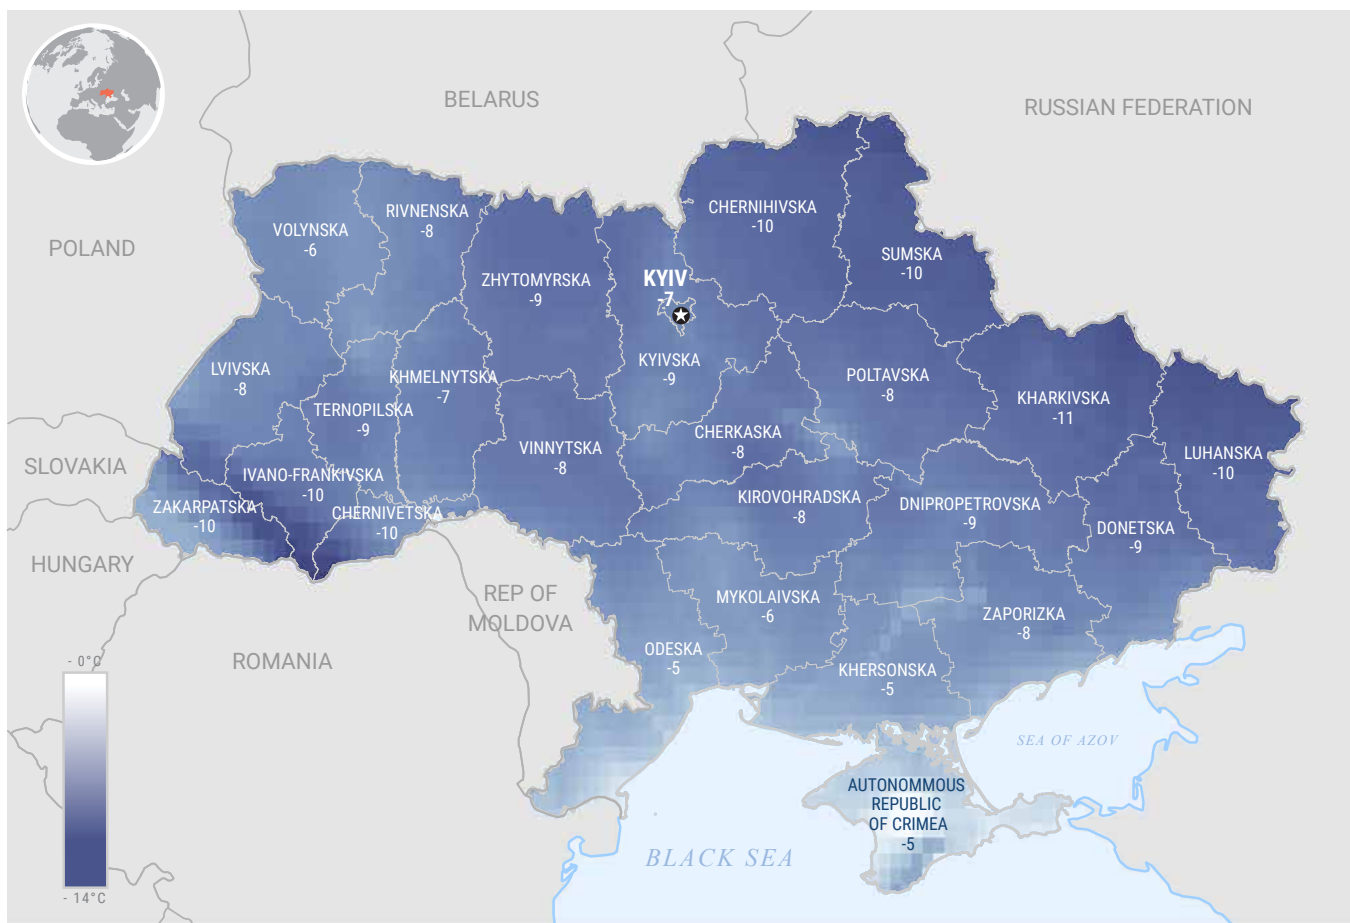 BELARUS
RUSSIAN FEDERATION
POLAND
VOLYNSKA
-6
RIVNENSKA
-8
CHERNIHIVSKA
-10
SUMSKA
-10
ZHYTOMYRSKA
-9
KYIV
-7
KYIVSKA
-9
LVIVSKA
-8
KHMELNYTSKA
-7
TERNOPILSKA
-9
POLTAVSKA
-8
KHARKIVSKA
-11
LUHANSKA
-10
VINNYTSKA
-8
CHERKASKA
-8
SLOVAKIA
IVANO-FRANKIVSKA
-10
ZAKARPATSKA
-10
CHERNIVETSKA
-10
KIROVOHRADSKA
-8
DNIPROPETROVSKA
-9
DONETSKA
-9
HUNGARY
REP OF
MOLDOVA
MYKOLAIVSKA
-6
ZAPORIZKA
-8
ROMANIA
ODESKA
-5
KHERSONSKA
-5
- 0°C
- 14°C
SEA OF AZOV
AUTONOMMOUS
REPUBLIC
OF CRIMEA
-5
BLACK SEA